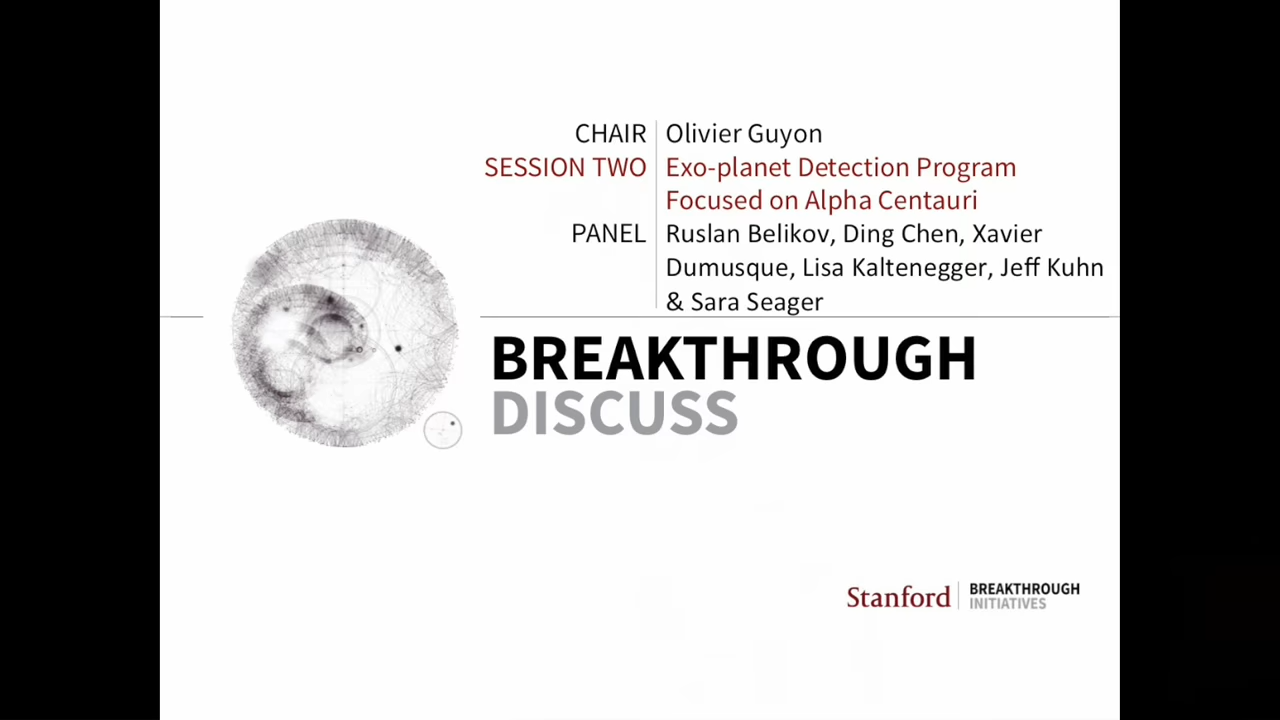 CHAIR Olivier Guyon
SESSION TWO Exo-planet Detection Program
Focused on Alpha Centauri
PANEL Ruslan Belikov, Ding Chen, Xavier
Dumusque, Lisa Kaltenegger, Jeff Kuhn
& Sara Seager
BREAKTHROUGH
DISCUSS
Stanford BREAKTHROUGH
INITIATIVES